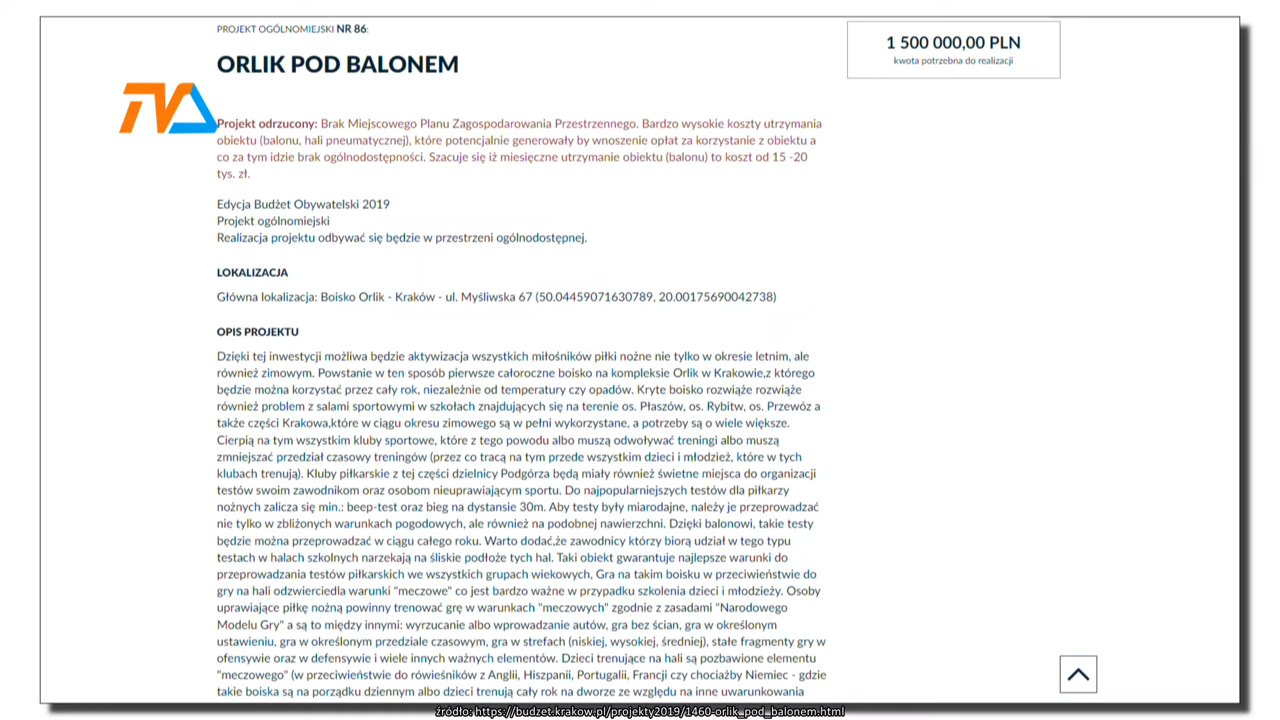 PROJEKT OGÓLNOMIEJSKI NR 86:
1 500 000,00 PLN
kwota potrzebna do realizacji
ORLIK POD BALONEM
TVA
Projekt odrzucony: Brak Miejscowego Planu Zagospodarowania Przestrzennego. Bardzo wysokie koszty utrzymania
obiektu (balonu, hali pneumatycznej), które potencjalnie generowały by wnoszenie opłat za korzystanie z obiektu a
co za tym idzie brak ogólnodostępności. Szacuje się iż miesięczne utrzymanie obiektu (balonu) to koszt od 15 -20
tys. zł.
Edycja Budżet Obywatelski 2019
Projekt ogólnomiejski
Realizacja projektu odbywać się będzie w przestrzeni ogólnodostępnej.
LOKALIZACJA
Główna lokalizacja: Boisko Orlik - Kraków - ul. Myśliwska 67 (50.04459071630789, 20.00175690042738)
OPIS PROJEKTU
Dzięki tej inwestycji możliwa będzie aktywizacja wszystkich miłośników piłki nożne nie tylko w okresie letnim, ale
również zimowym. Powstanie w ten sposób pierwsze całoroczne boisko na kompleksie Orlik w Krakowie,z którego
będzie można korzystać przez cały rok, niezależnie od temperatury czy opadów. Kryte boisko rozwiąże rozwiąże
również problem z salami sportowymi w szkołach znajdujących się na terenie os. Płaszów, os. Rybitw, os. Przewóz a
także części Krakowa,które w ciągu okresu zimowego są w pełni wykorzystane, a potrzeby są o wiele większe.
Cierpią na tym wszystkim kluby sportowe, które z tego powodu albo muszą odwoływać treningi albo muszą
zmniejszać przedział czasowy treningów (przez co tracą na tym przede wszystkim dzieci i młodzież, które w tych
klubach trenują). Kluby piłkarskie z tej części dzielnicy Podgórza będą miały również świetne miejsca do organizacji
testów swoim zawodnikom oraz osobom nieuprawiającym sportu. Do najpopularniejszych testów dla piłkarzy
nożnych zalicza się min.: beep-test oraz bieg na dystansie 30m. Aby testy były miarodajne, należy je przeprowadzać
nie tylko w zbliżonych warunkach pogodowych, ale również na podobnej nawierzchni. Dzięki balonowi, takie testy
będzie można przeprowadzać w ciągu całego roku. Warto dodać,że zawodnicy którzy biorą udział w tego typu
testach w halach szkolnych narzekają na śliskie podłoże tych hal. Taki obiekt gwarantuje najlepsze warunki do
przeprowadzania testów piłkarskich we wszystkich grupach wiekowych, Gra na takim boisku w przeciwieństwie do
gry na hali odzwierciedla warunki "meczowe" co jest bardzo ważne w przypadku szkolenia dzieci i młodzieży. Osoby
uprawiające piłkę nożną powinny trenować grę w warunkach "meczowych" zgodnie z zasadami "Narodowego
Modelu Gry" a są to między innymi: wyrzucanie albo wprowadzanie autów, gra bez ścian, gra w określonym
ustawieniu, gra w określonym przedziale czasowym, gra w strefach (niskiej, wysokiej, średniej), stałe fragmenty gry w
ofensywie oraz w defensywie i wiele innych ważnych elementów. Dzieci trenujące na hali są pozbawione elementu
"meczowego" (w przeciwieństwie do rówieśników z Anglii, Hiszpanii, Portugalii, Francji czy chociażby Niemiec - gdzie
takie boiska są na porządku dziennym albo dzieci trenują cały rok na dworze ze względu na inne uwarunkowania
źródło: https://budzet.krakow.pl/projekty2019/1460-orlik_pod_balonem.html